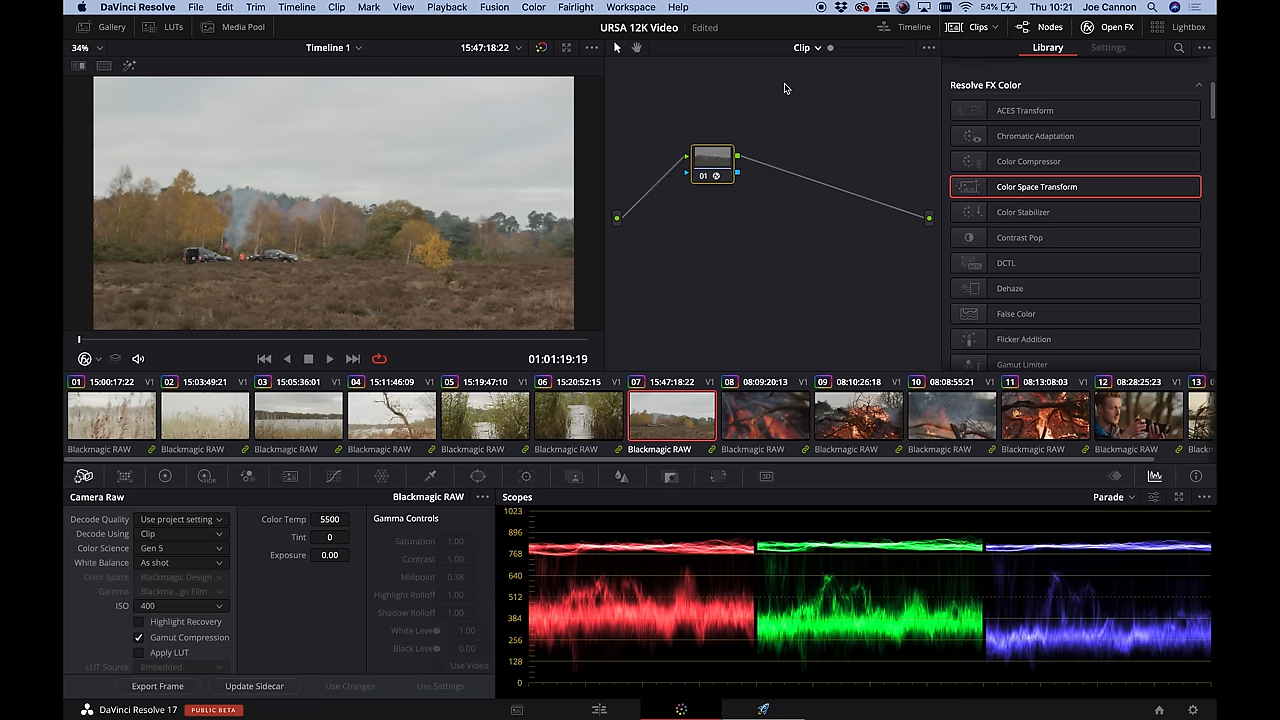 DaVinci Resolve File Edit Trim Timeline Clip Mark View Playback Fusion Color Fairlight Workspace Help 54% Thu 10:21 Joe Cannon
Gallery LUTs Media Pool URSA 12K Video Edited Timeline Clips Nodes Open FX Lightbox
34% Timeline 1 15:47:18:22 Clip Library Settings
Resolve FX Color
ACES Transform
Chromatic Adaptation
Color Compressor
Color Space Transform
Color Stabilizer
Contrast Pop
DCTL
Dehaze
False Color
Flicker Addition
Gamut Limiter
01
01:01:19:19
01 15:00:17:22 V1 02 15:03:49:21 V1 03 15:05:36:01 V1 04 15:11:46:09 V1 05 15:19:47:10 V1 06 15:20:52:15 V1 07 15:47:18:22 V1 08 08:09:20:13 V1 09 08:10:26:18 V1 10 08:08:55:21 V1 11 08:13:08:03 V1 12 08:28:25:23 V1 13
Blackmagic RAW Blackmagic RAW Blackmagic RAW Blackmagic RAW Blackmagic RAW Blackmagic RAW Blackmagic RAW Blackmagic RAW Blackmagic RAW Blackmagic RAW Blackmagic RAW Blackmagic RAW Black
Camera Raw Blackmagic RAW Scopes Parade
Decode Quality Use project setting
Decode Using Clip
Color Science Gen 5
White Balance As shot
Color Space Blackmagic Design
Gamma Blackma...gn Film
ISO 400
Highlight Recovery
Gamut Compression
Apply LUT
LUT Source Embedded
Color Temp 5500
Tint 0
Exposure 0.00
Gamma Controls
Saturation 1.00
Contrast 1.00
Midpoint 0.38
Highlight Rolloff 1.00
Shadow Rolloff 1.00
White Level 1.00
Black Level 0.00
Use Video
1023
896
768
640
512
384
256
128
0
Export Frame Update Sidecar Use Changes Use Settings
DaVinci Resolve 17 PUBLIC BETA